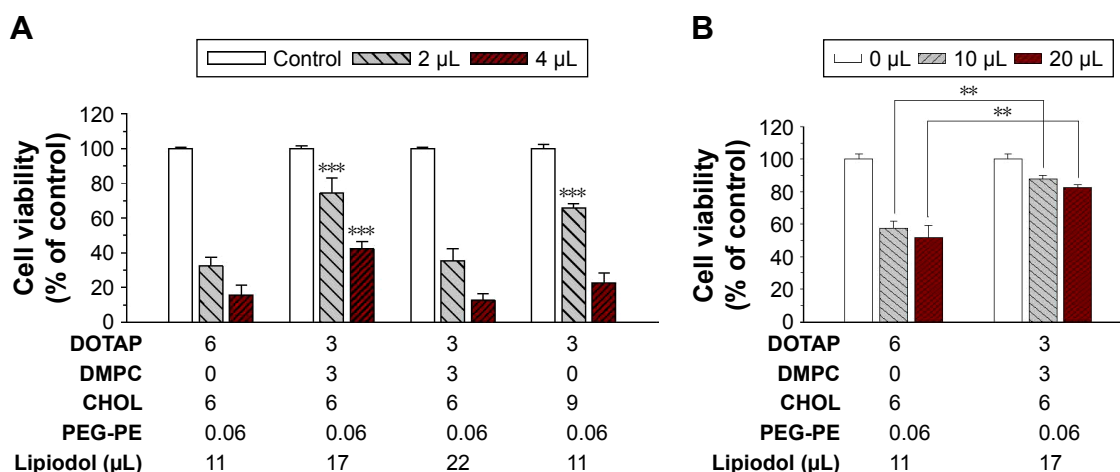 A
Control 2 µL 4 µL
Cell viability
(% of control)
120
100
80
60
40
20
0
***
***
***
DOTAP 6 3 3 3
DMPC 0 3 3 0
CHOL 6 6 6 9
PEG-PE 0.06 0.06 0.06 0.06
Lipiodol (µL) 11 17 22 11
B
0 µL 10 µL 20 µL
**
**
Cell viability
(% of control)
120
100
80
60
40
20
0
DOTAP 6 3
DMPC 0 3
CHOL 6 6
PEG-PE 0.06 0.06
Lipiodol (µL) 11 17